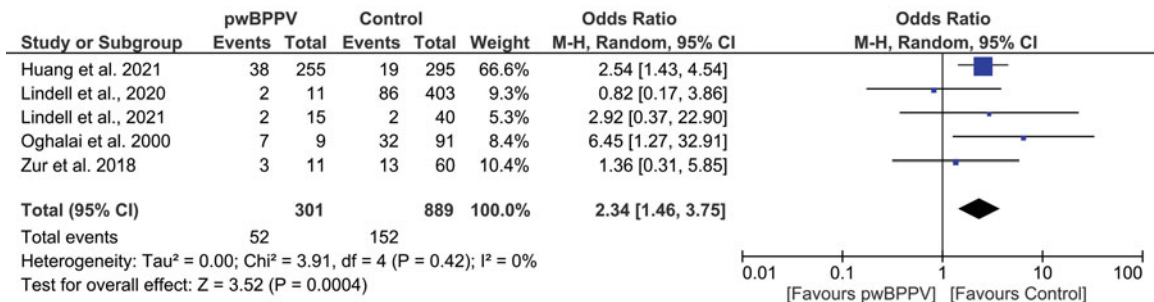 pwBPPV Control Odds Ratio Odds Ratio
Study or Subgroup Events Total Events Total Weight M-H, Random, 95% CI M-H, Random, 95% CI
Huang et al. 2021 38 255 19 295 66.6% 2.54 [1.43, 4.54]
Lindell et al., 2020 2 11 86 403 9.3% 0.82 [0.17, 3.86]
Lindell et al., 2021 2 15 2 40 5.3% 2.92 [0.37, 22.90]
Oghalai et al. 2000 7 9 32 91 8.4% 6.45 [1.27, 32.91]
Zur et al. 2018 3 11 13 60 10.4% 1.36 [0.31, 5.85]
Total (95% CI) 301 889 100.0% 2.34 [1.46, 3.75]
Total events 52 152
Heterogeneity: Tau² = 0.00; Chi² = 3.91, df = 4 (P = 0.42); I² = 0%
Test for overall effect: Z = 3.52 (P = 0.0004)
0.01 0.1 1 10 100
[Favours pwBPPV] [Favours Control]